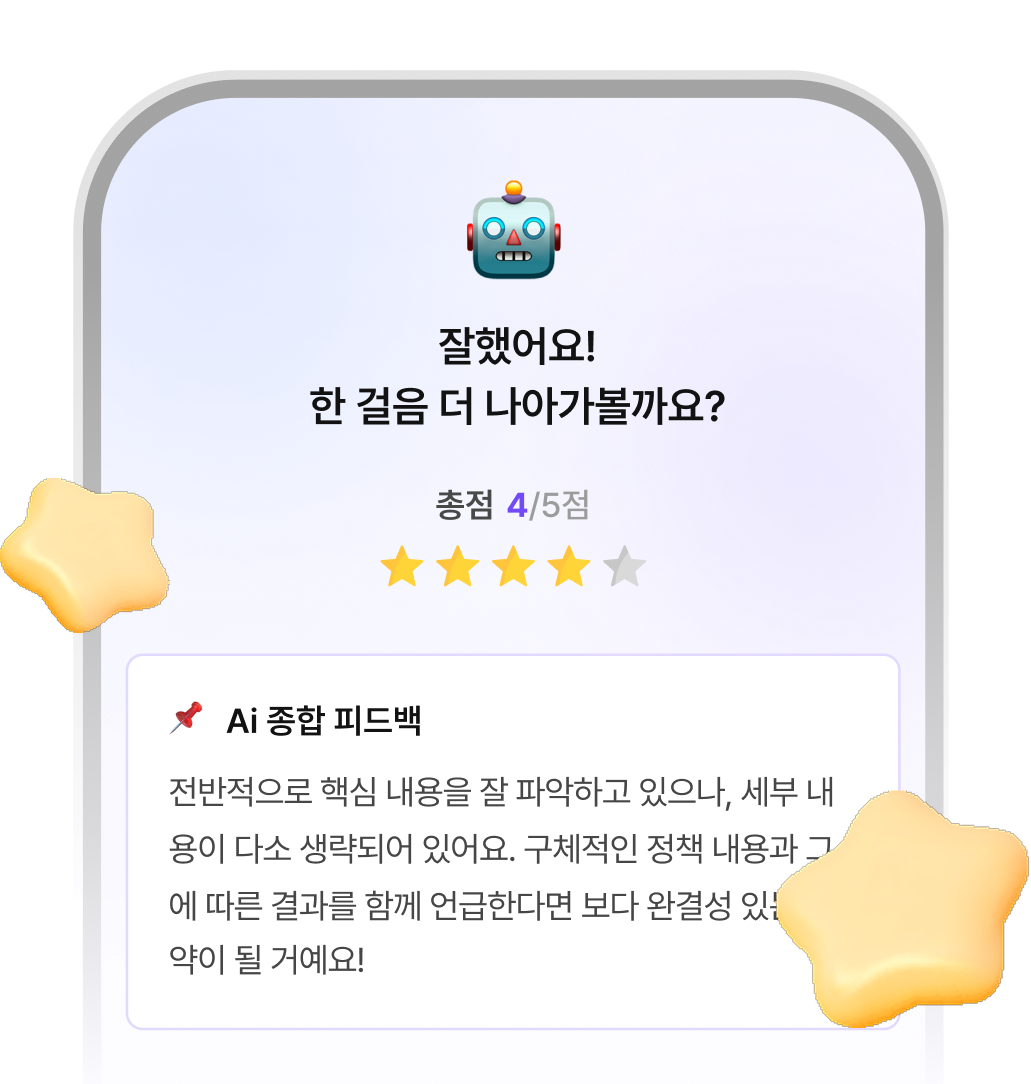 잘했어요!
한 걸음 더 나아가볼까요?
총점 4/5점
Ai 종합 피드백
전반적으로 핵심 내용을 잘 파악하고 있으나, 세부 내
용이 다소 생략되어 있어요. 구체적인 정책 내용과 그
에 따른 결과를 함께 언급한다면 보다 완결성
약이 될 거예요!